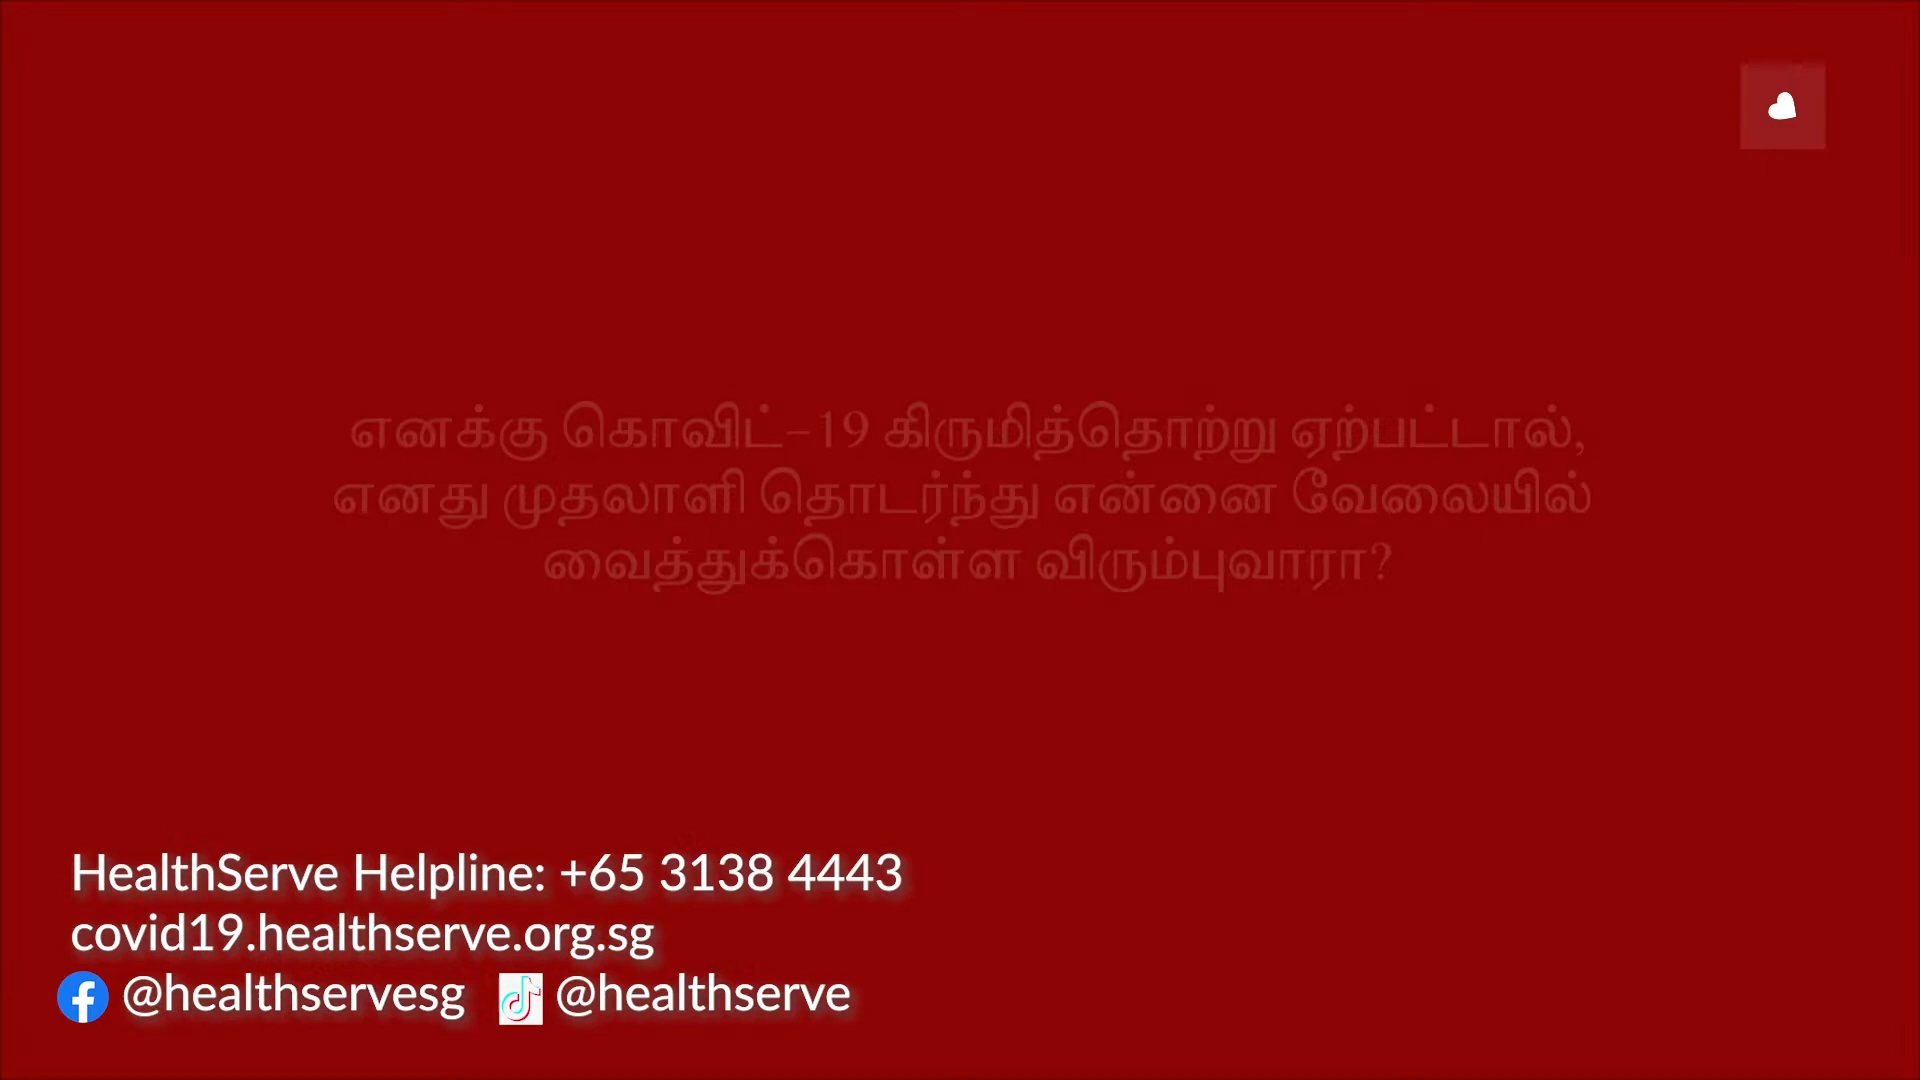 எனக்கு கொவிட்-19 கிருமித்தொற்று ஏற்பட்டால்,
எனது முதலாளி தொடர்ந்து என்னை வேலையில்
வைத்துக்கொள்ள விரும்புவாரா?
HealthServe Helpline: +65 3138 4443
covid19.healthserve.org.sg
@healthservesg @healthserve